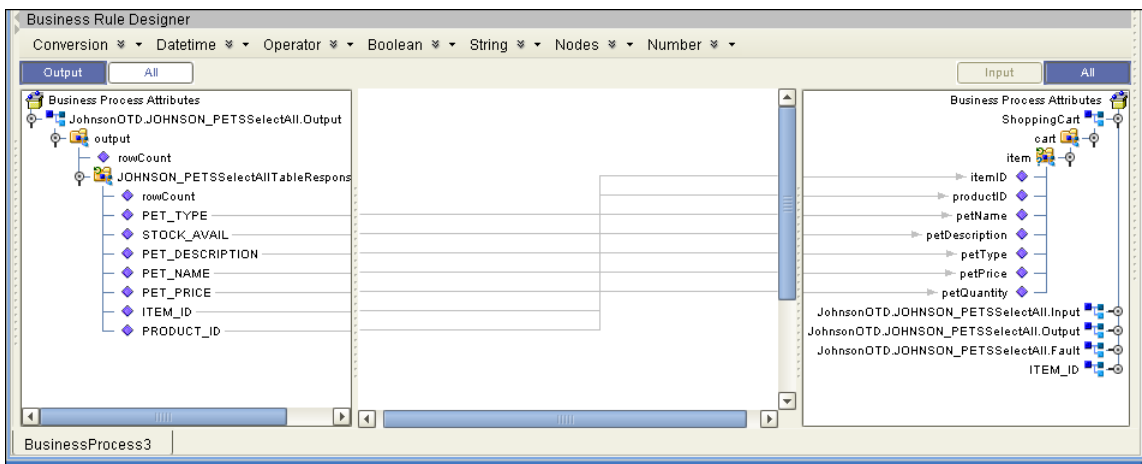 Business Rule Designer
Conversion Datetime Operator Boolean String Nodes Number
Output All Input All
Business Process Attributes
JohnsonOTD.JOHNSON_PETSSelectAll.Output
output
rowCount
JOHNSON_PETSSelectAllTableRespons
rowCount
PET_TYPE
STOCK_AVAIL
PET_DESCRIPTION
PET_NAME
PET_PRICE
ITEM_ID
PRODUCT_ID
Business Process Attributes
ShoppingCart
cart
item
itemID
productID
petName
petDescription
petType
petPrice
petQuantity
JohnsonOTD.JOHNSON_PETSSelectAll.Input
JohnsonOTD.JOHNSON_PETSSelectAll.Output
JohnsonOTD.JOHNSON_PETSSelectAll.Fault
ITEM_ID
BusinessProcess3